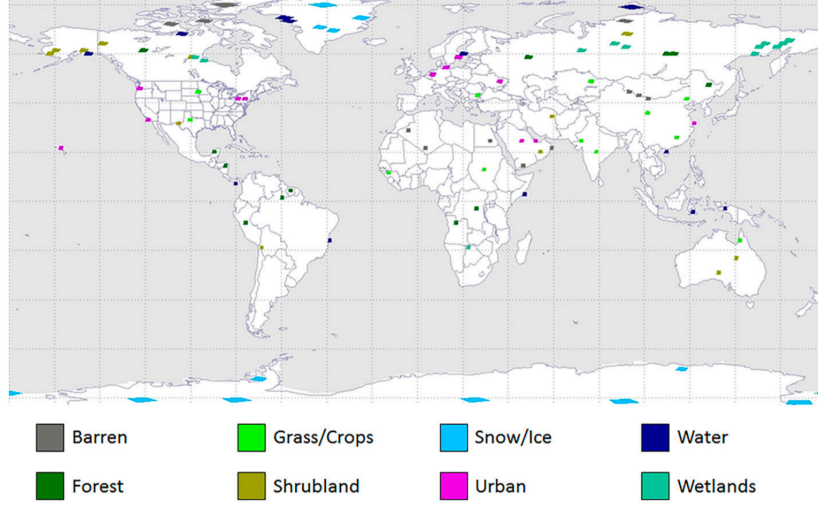 Barren
Grass/Crops
Snow/Ice
Water
Forest
Shrubland
Urban
Wetlands